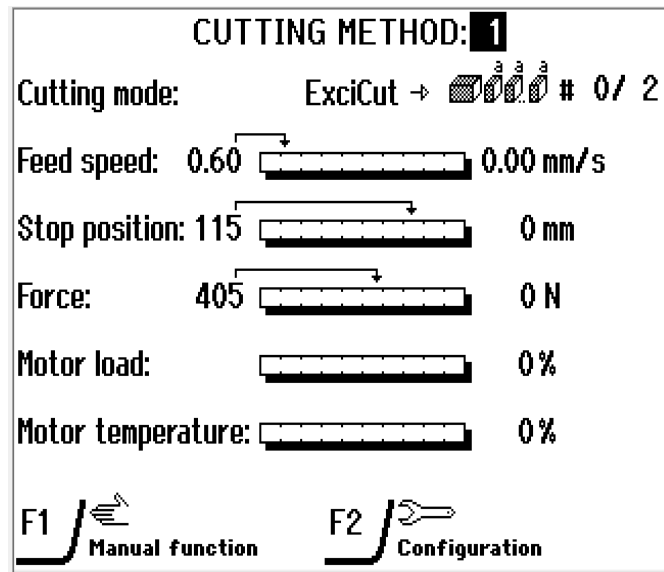 CUTTING METHOD: 1
Cutting mode: ExciCut → a a a # 0/ 2
Feed speed: 0.60 0.00 mm/s
Stop position: 115 0 mm
Force: 405 0 N
Motor load: 0 %
Motor temperature: 0 %
F1 Manual function F2 Configuration